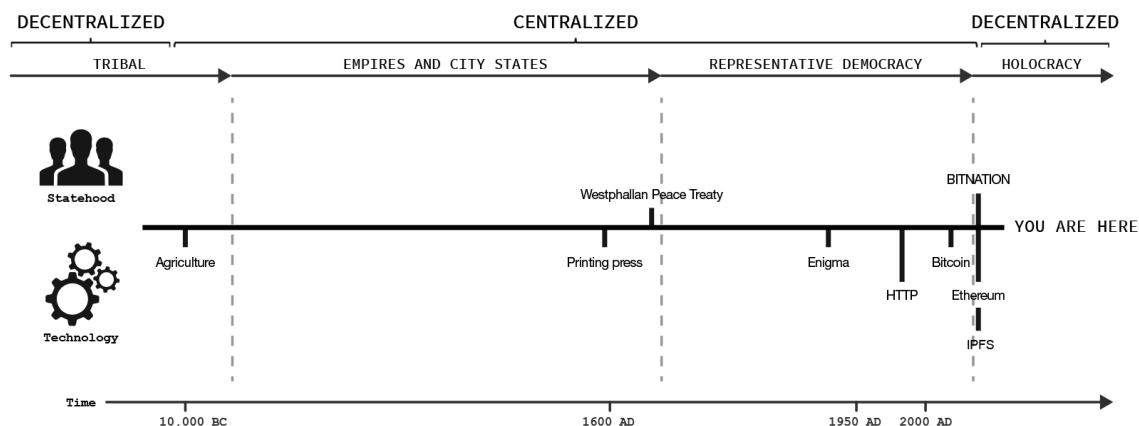 DECENTRALIZED
CENTRALIZED
DECENTRALIZED
TRIBAL
EMPIRES AND CITY STATES
REPRESENTATIVE DEMOCRACY
HOLOCRACY
Statehood
Westphallan Peace Treaty
BITNATION
YOU ARE HERE
Agriculture
Printing press
Enigma
Bitcoin
HTTP
Ethereum
Technology
IPFS
Time
10.000 BC
1600 AD
1950 AD
2000 AD